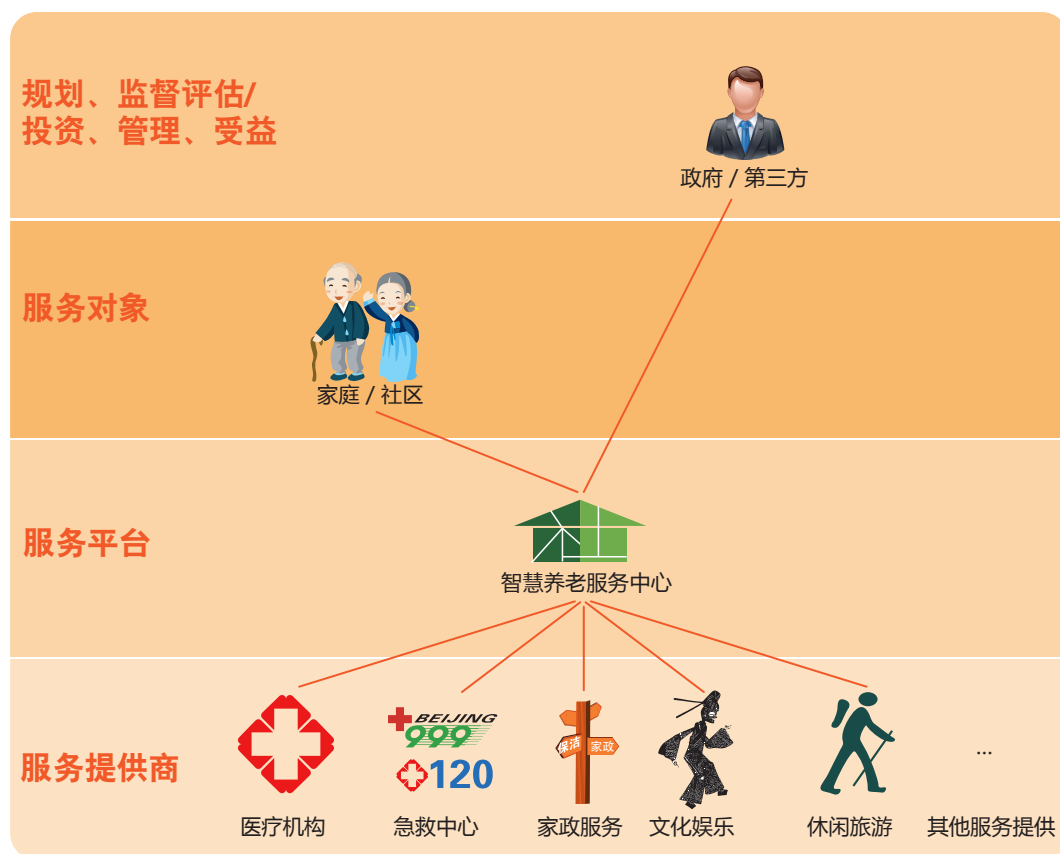 规划、监督评估/
投资、管理、受益
政府 / 第三方
服务对象
家庭 / 社区
服务平台
智慧养老服务中心
服务提供商
BEIJING
999
120
保洁
家政
...
医疗机构
急救中心
家政服务
文化娱乐
休闲旅游
其他服务提供